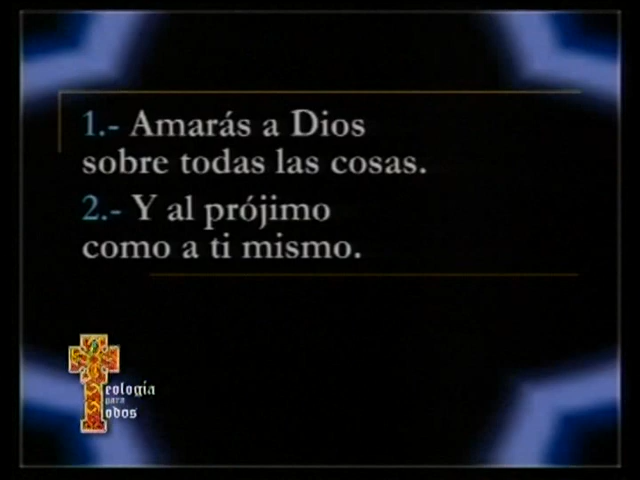 1.- Amarás a Dios
sobre todas las cosas.
2.- Y al prójimo
como a ti mismo.
Teología
para
Todos